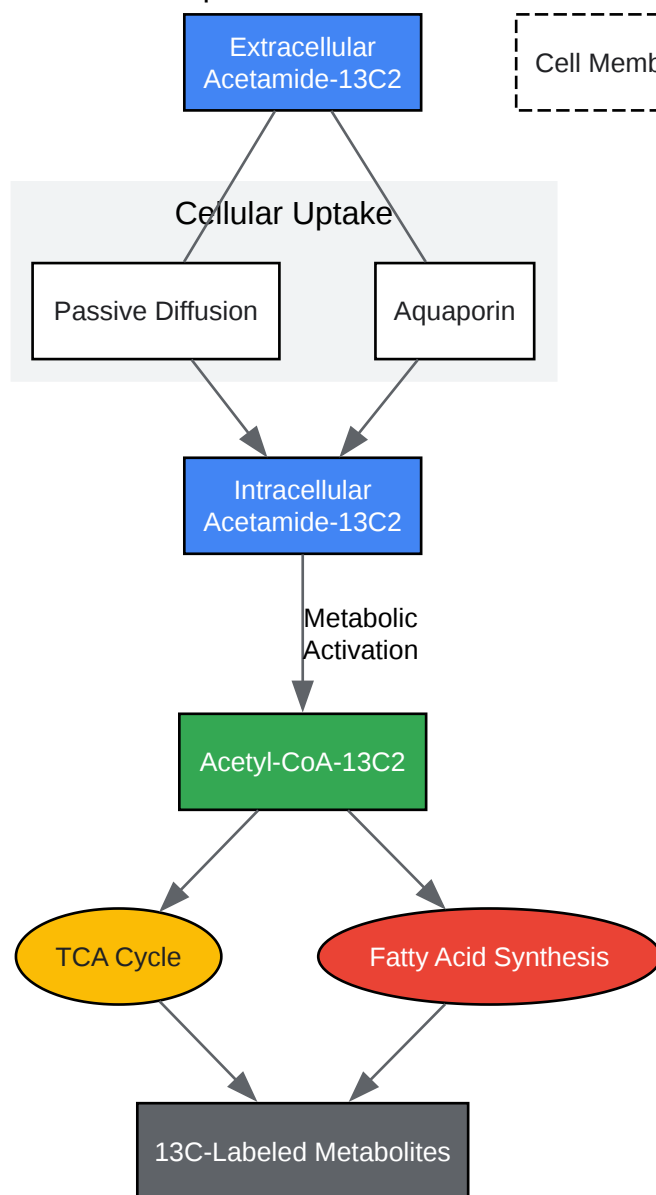 Extracellular
Acetamide-13C2
Cell Memb
Cellular Uptake
Passive Diffusion
Aquaporin
Intracellular
Acetamide-13C2
Metabolic
Activation
Acetyl-CoA-13C2
TCA Cycle
Fatty Acid Synthesis
13C-Labeled Metabolites